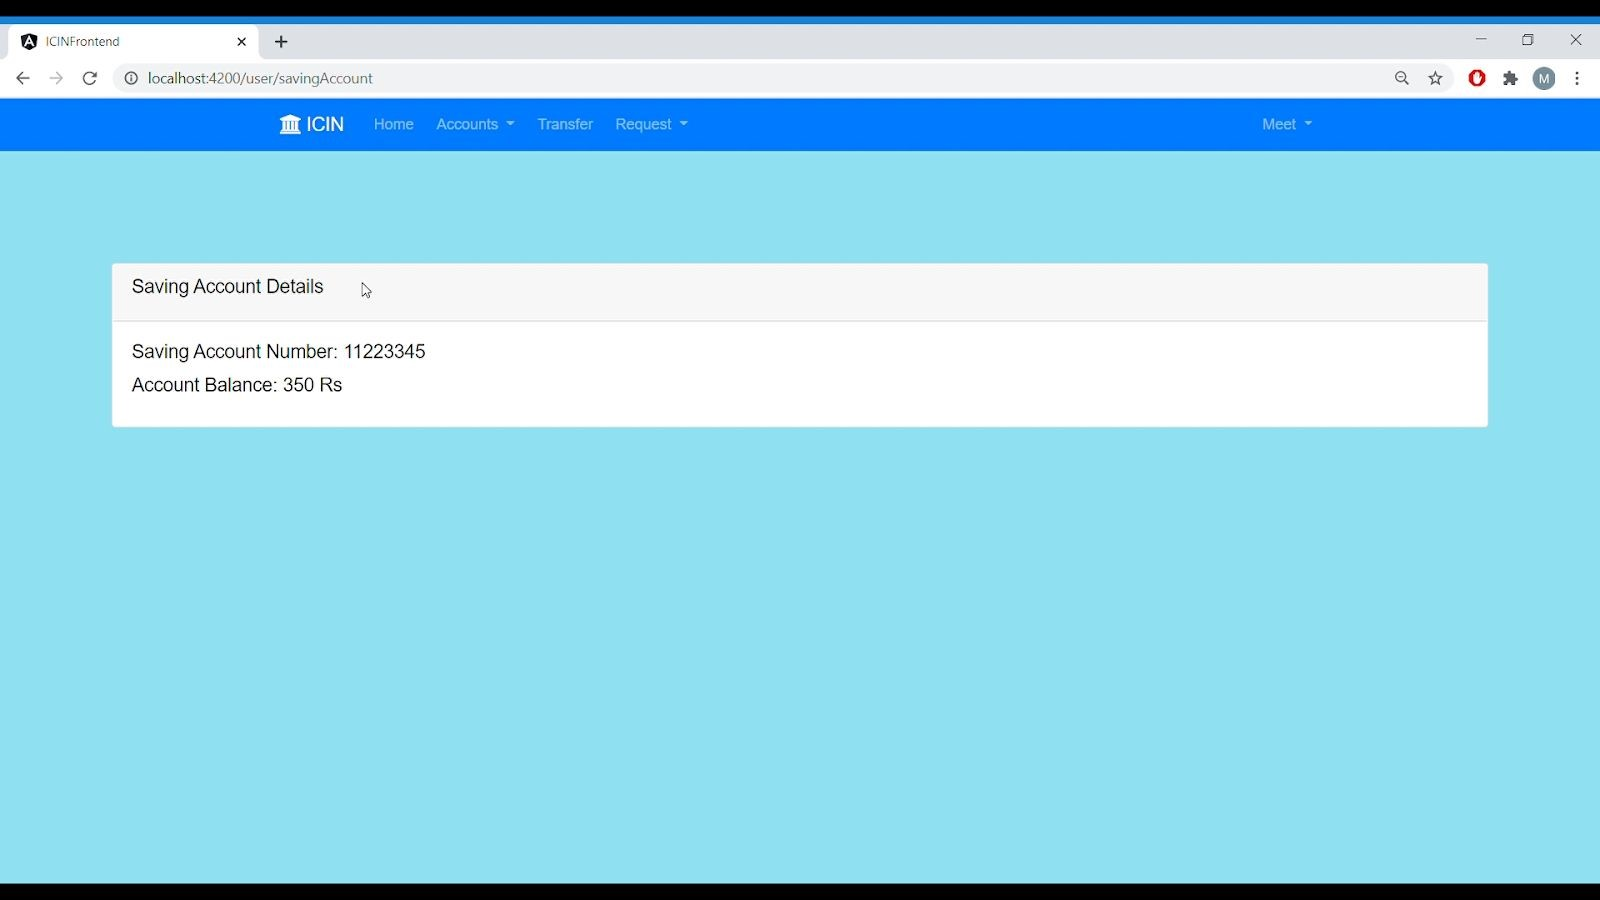 ICINFrontend
localhost:4200/user/savingAccount
M
ICIN Home Accounts Transfer Request Meet
Saving Account Details
Saving Account Number: 11223345
Account Balance: 350 Rs